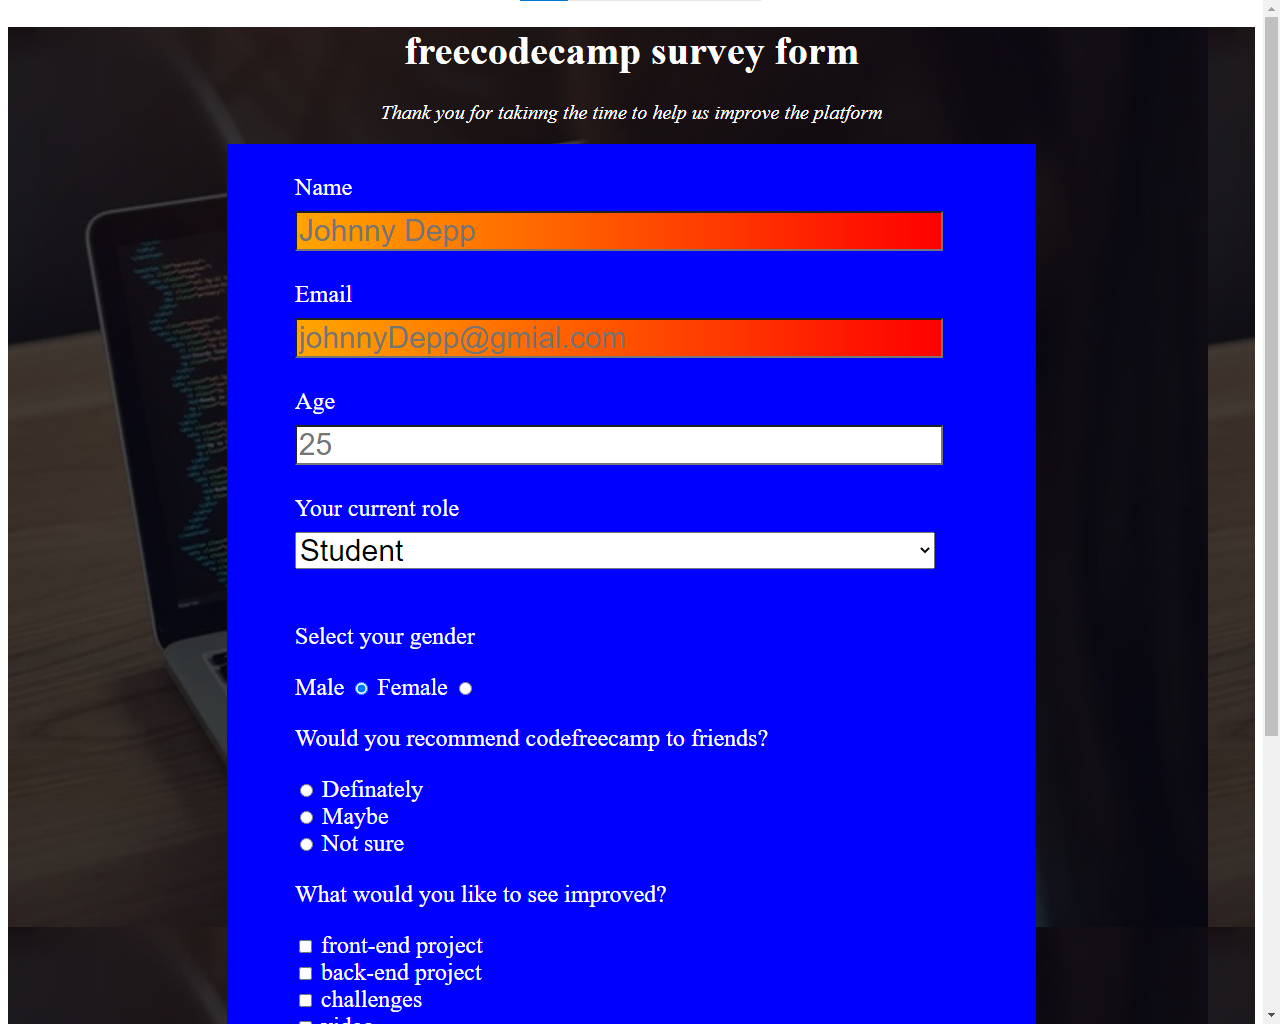 freecodecamp survey form
Thank you for takinng the time to help us improve the platform
Name
Johnny Depp
Email
johnnyDepp@gmial.com
Age
25
Your current role
Student
Select your gender
Male Female
Would you recommend codefreecamp to friends?
Definately
Maybe
Not sure
What would you like to see improved?
front-end project
back-end project
challenges